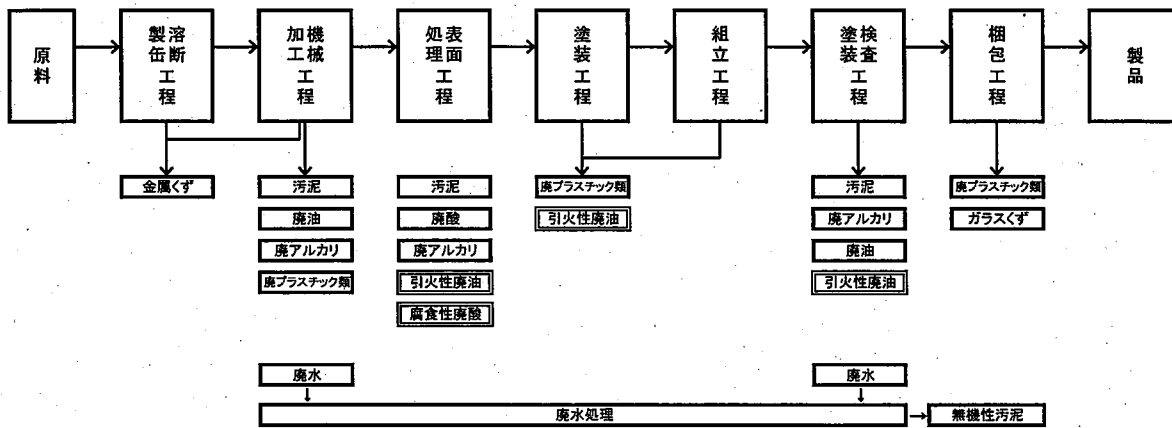 原料
溶断
製缶
工程
機械
加工
工程
表面
処理
工程
塗装工程
組立工程
検査
塗装
工程
梱包工程
製品
金属くず
汚泥
廃油
廃アルカリ
廃プラスチック類
汚泥
廃酸
廃アルカリ
引火性廃油
腐食性廃酸
廃プラスチック類
引火性廃油
汚泥
廃アルカリ
廃油
引火性廃油
廃プラスチック類
ガラスくず
廃水
廃水
廃水処理
無機性汚泥